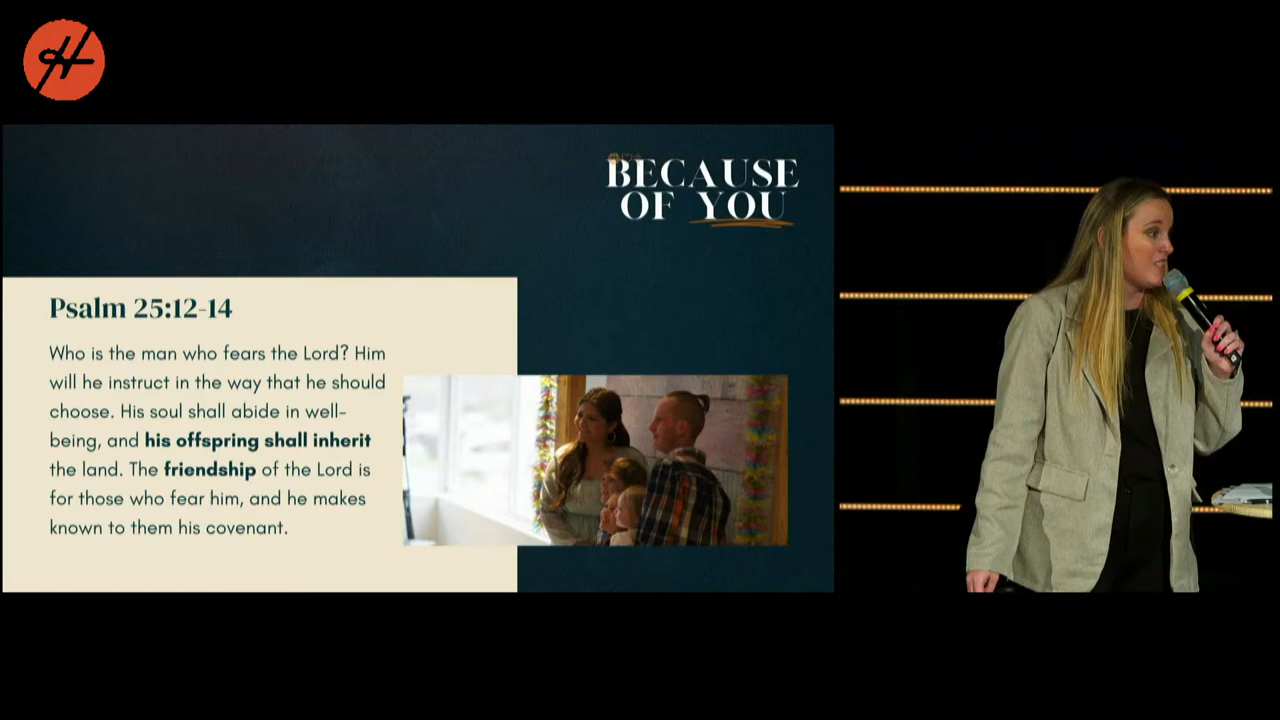 BECAUSE
OF YOU
Psalm 25:12-14
Who is the man who fears the Lord? Him
will he instruct in the way that he should
choose. His soul shall abide in well-
being, and his offspring shall inherit
the land. The friendship of the Lord is
for those who fear him, and he makes
known to them his covenant.